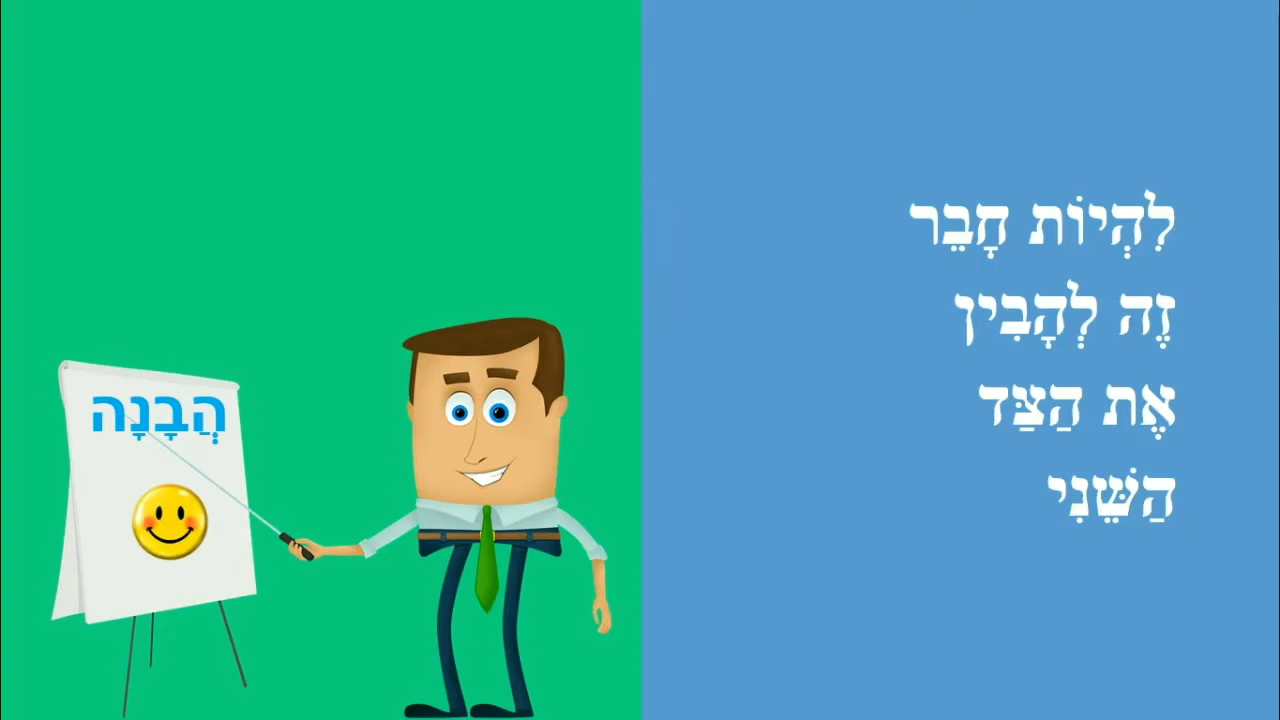 לִהְיוֹת חָבֵר
זֶה לְהָבִין
אֶת הַצַּד
הַשֵּׁנִי
הֲבָנָה